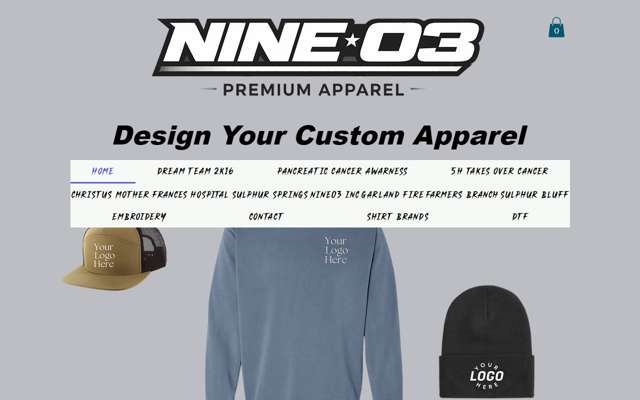 NINE★03
0
PREMIUM APPAREL
Design Your Custom Apparel
HOME DREAM TEAM 2K16 PANCREATIC CANCER AWARNESS 5H TAKES OVER CANCER
CHRISTUS MOTHER FRANCES HOSPITAL SULPHUR SPRINGS NINE03 INC GARLAND FIRE FARMERS BRANCH SULPHUR BLUFF
EMBROIDERY CONTACT SHIRT BRANDS DTF
Your
Logo
Here
Your
Logo
Here
YOUR
LOGO
HERE